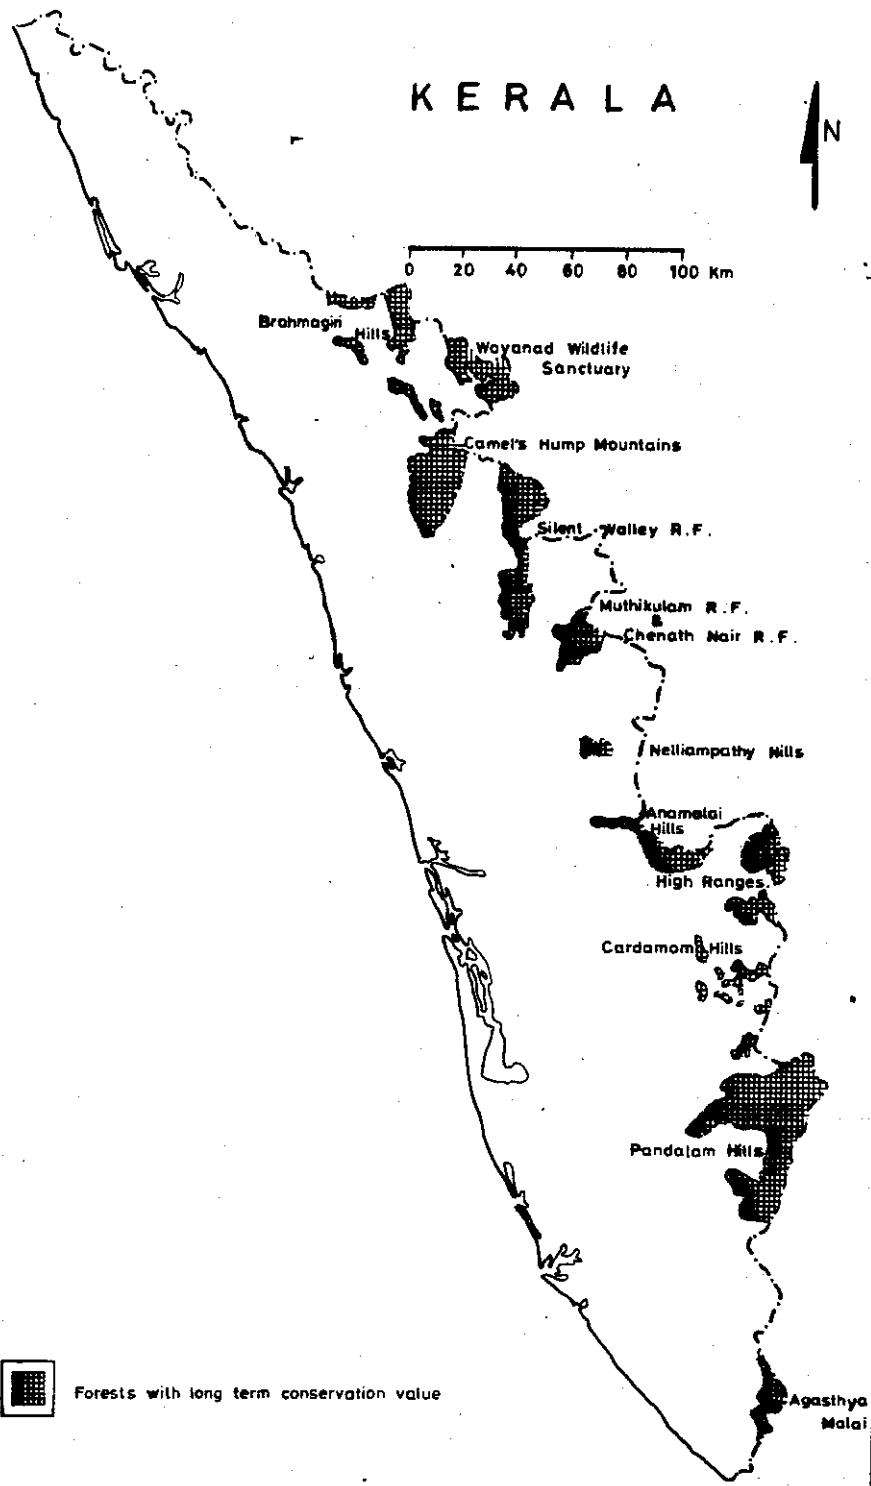 KERALA
N
0 20 40 60 80 100 Km
Brahmagiri Hills
Wayanad Wildlife
Sanctuary
Camel's Hump Mountains
Silent Valley R.F.
Muthikulam R.F.
&
Chenath Nair R.F.
Nelliampathy Hills
Anamalai
Hills
High Ranges.
Cardamom Hills
Pandalam Hills
Forests with long term conservation value
Agasthya
Malai